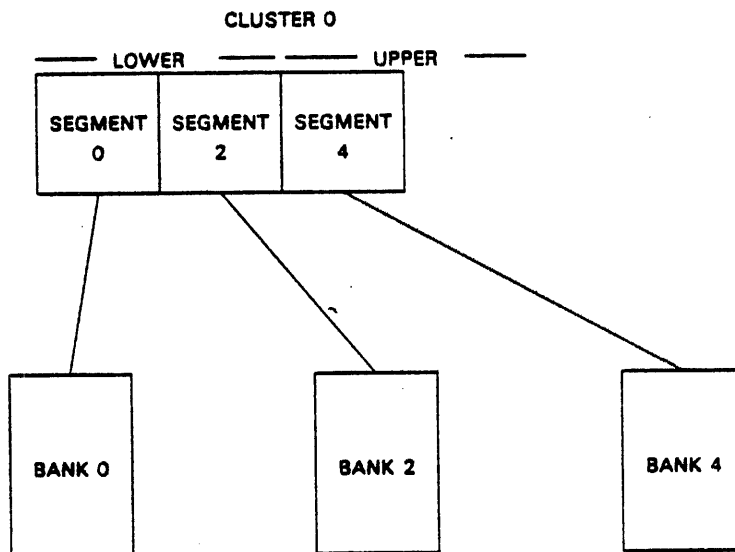 CLUSTER 0
LOWER UPPER
SEGMENT 0
SEGMENT 2
SEGMENT 4
BANK 0
BANK 2
BANK 4